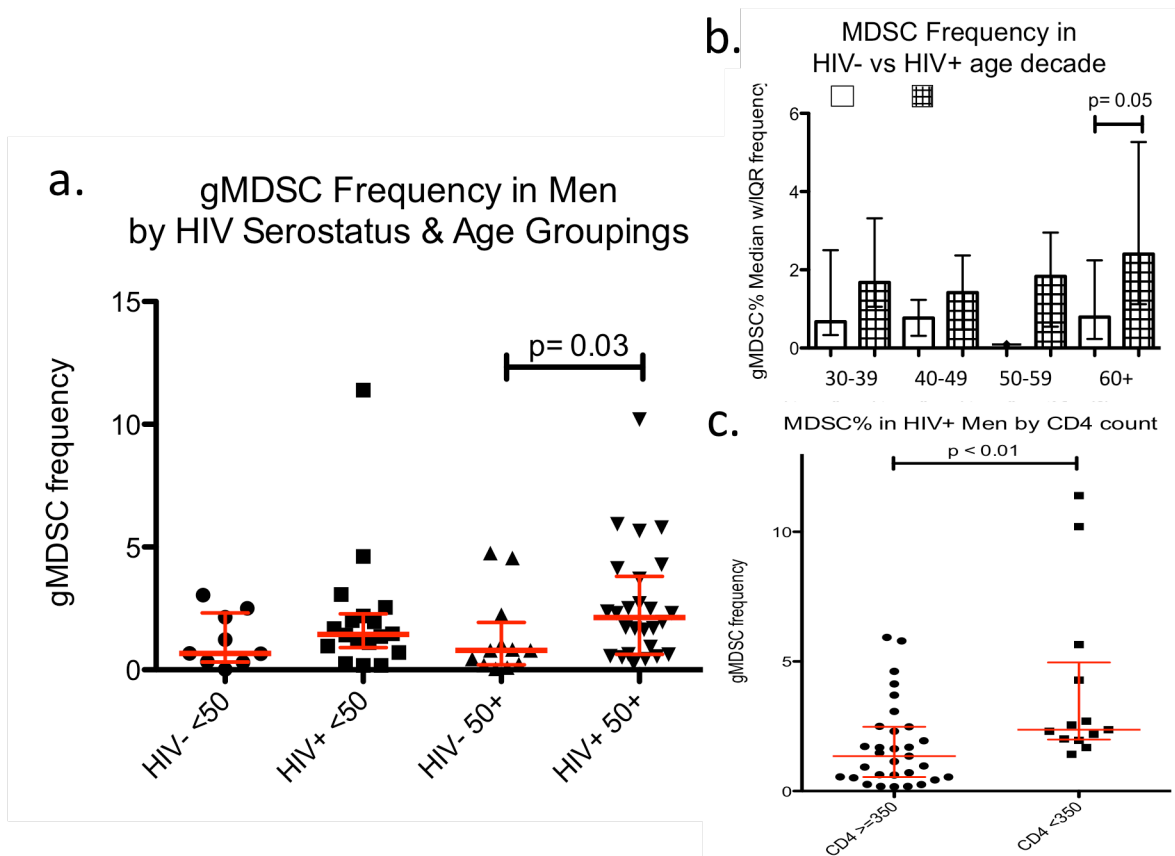 a.
gMDSC Frequency in Men
by HIV Serostatus & Age Groupings
gMDSC frequency
15
10
5
0
p= 0.03
HIV- <50
HIV+ <50
HIV- 50+
HIV+ 50+
b.
MDSC Frequency in
HIV- vs HIV+ age decade
gMDSC% Median w/IQR frequency
6
4
2
0
p= 0.05
30-39
40-49
50-59
60+
c.
MDSC% in HIV+ Men by CD4 count
p < 0.01
gMDSC frequency
10
5
0
CD4 >=350
CD4 <350